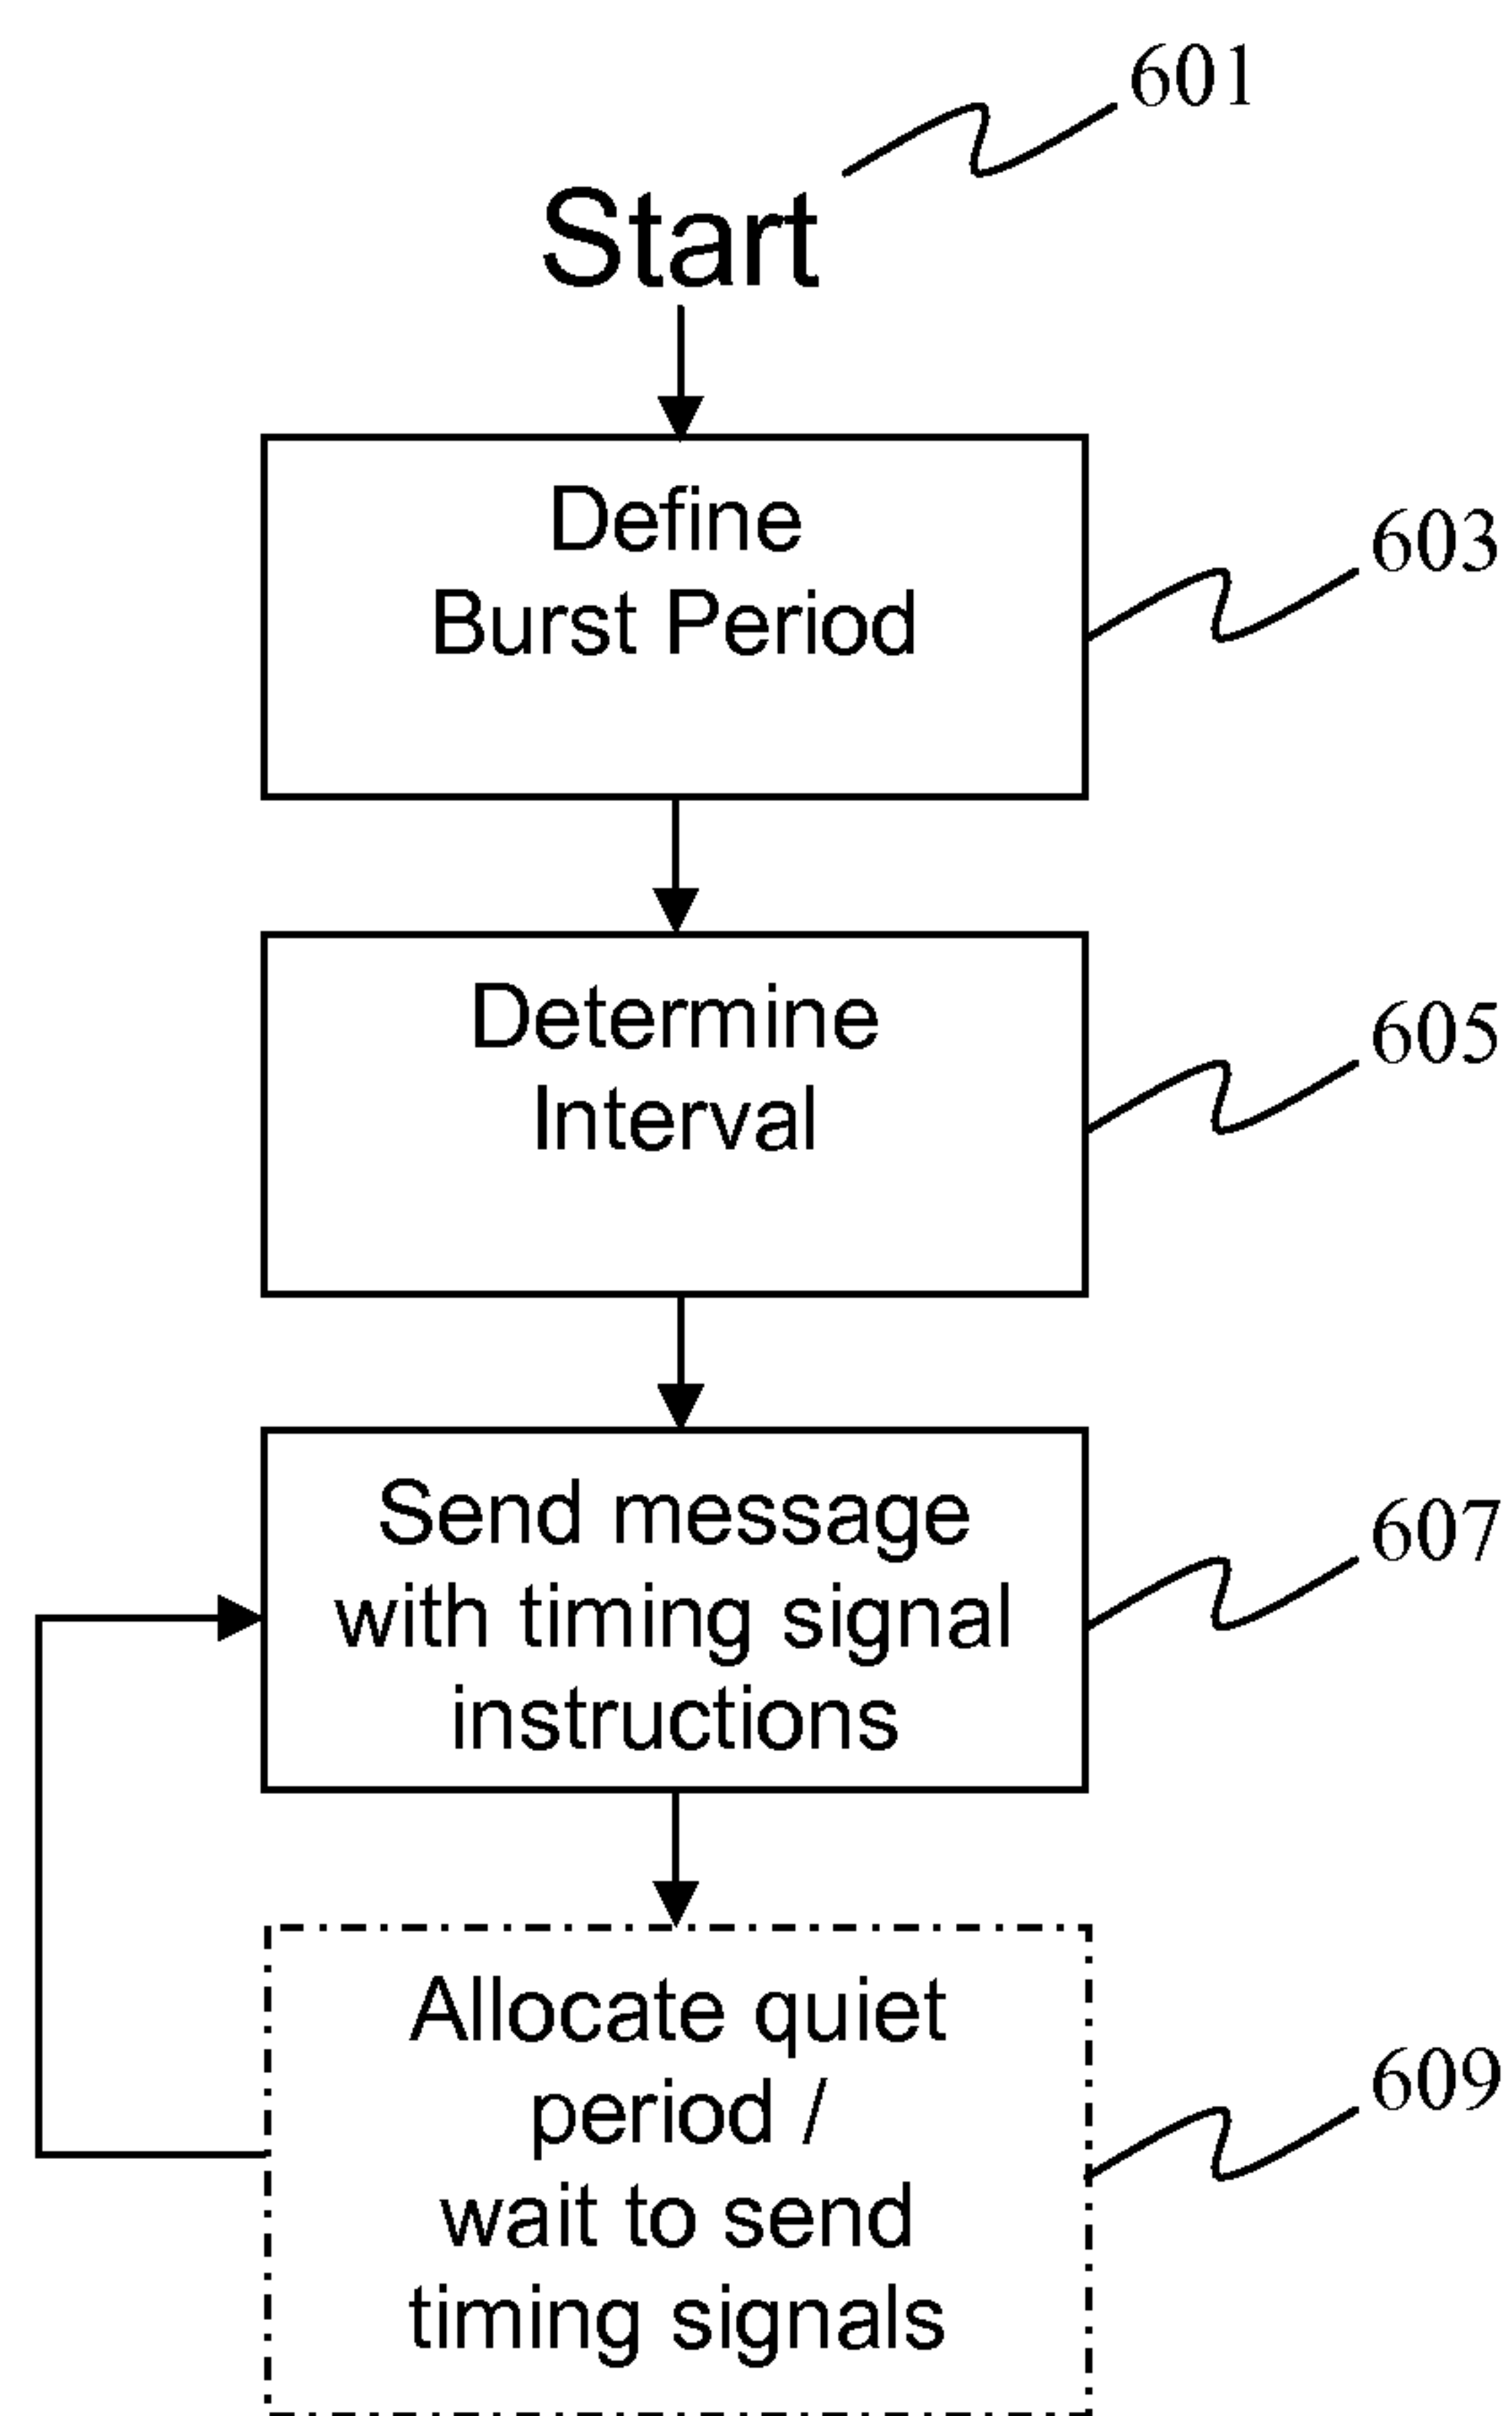 601
Start
Define
Burst Period
603
Determine
Interval
605
Send message
with timing signal
instructions
607
Allocate quiet
period /
wait to send
timing signals
609